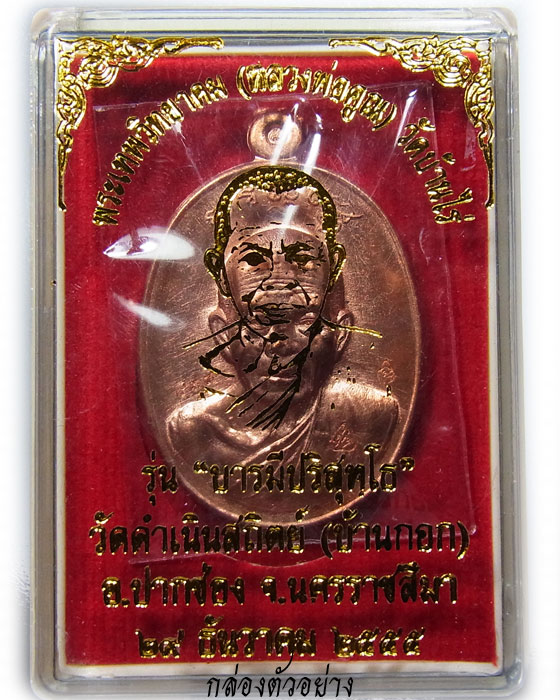 พระเทพวิทยาคม (หลวงพ่อคูณ) วัดบ้านไร่
รุ่น "บารมีปริสุทฺโธ"
วัดดำเนินสถิตย์ (บ้านกอก)
อ.ปากช่อง จ.นครราชสีมา
๒๙ ธันวาคม ๒๕๕๕
กล่องตัวอย่าง